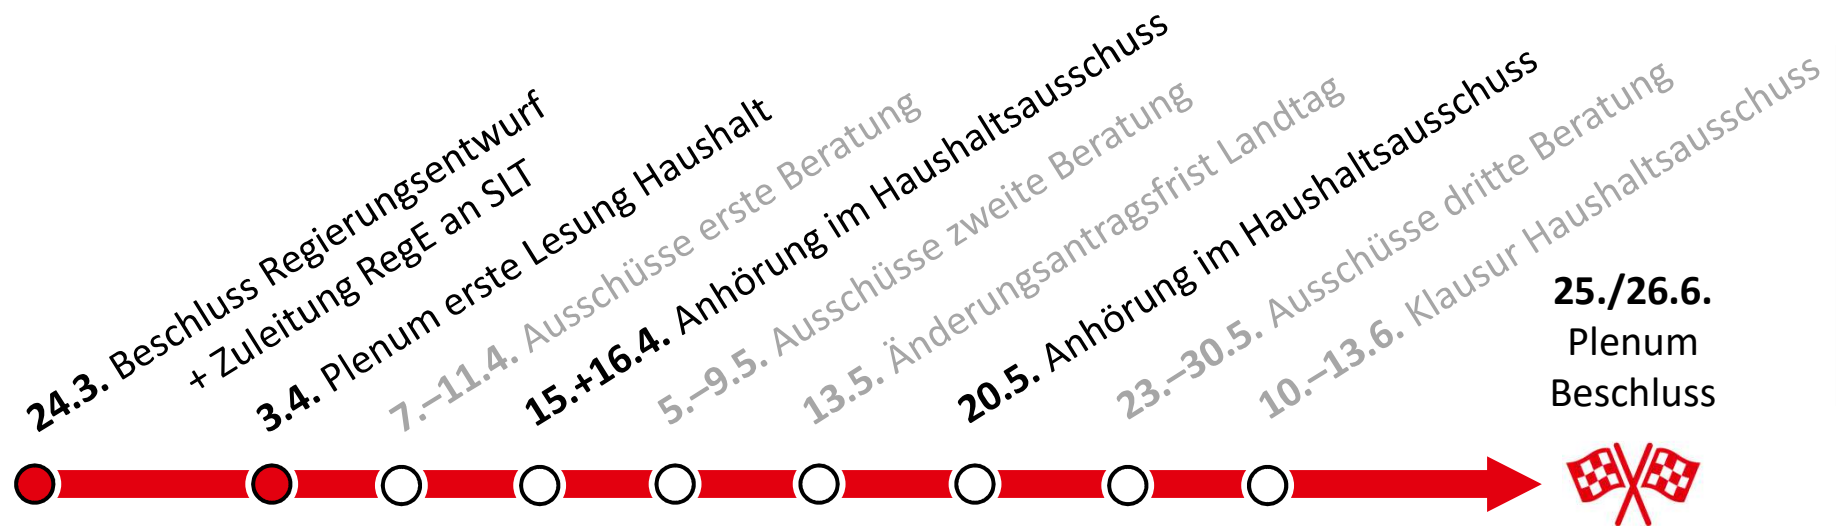 24.3. Beschluss Regierungsentwurf
+ Zuleitung RegE an SLT
3.4. Plenum erste Lesung Haushalt
7.–11.4. Ausschüsse erste Beratung
15.+16.4. Anhörung im Haushaltsausschuss
5.–9.5. Ausschüsse zweite Beratung
13.5. Änderungsantragsfrist Landtag
20.5. Anhörung im Haushaltsausschuss
23.–30.5. Ausschüsse dritte Beratung
10.–13.6. Klausur Haushaltsausschuss
25./26.6.
Plenum
Beschluss